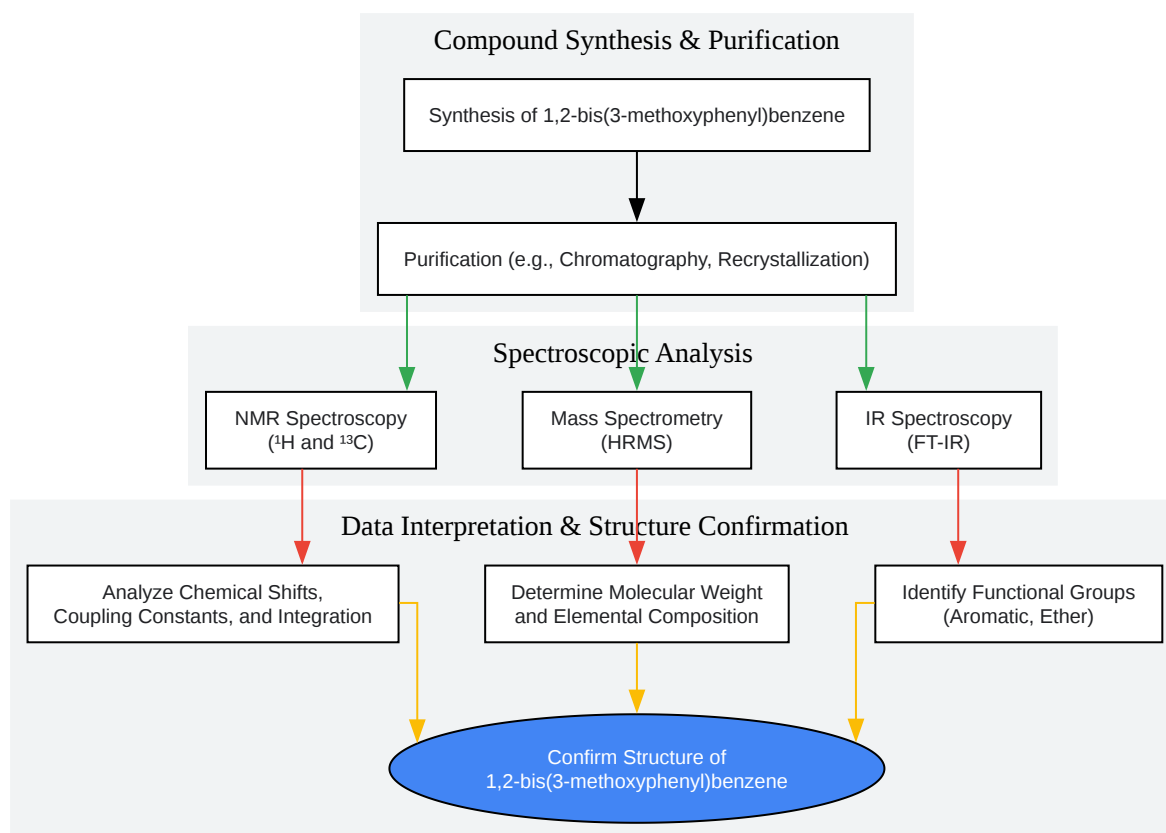 Compound Synthesis & Purification
Synthesis of 1,2-bis(3-methoxyphenyl)benzene
Purification (e.g., Chromatography, Recrystallization)
Spectroscopic Analysis
NMR Spectroscopy
(¹H and ¹³C)
Mass Spectrometry
(HRMS)
IR Spectroscopy
(FT-IR)
Data Interpretation & Structure Confirmation
Analyze Chemical Shifts,
Coupling Constants, and Integration
Determine Molecular Weight
and Elemental Composition
Identify Functional Groups
(Aromatic, Ether)
Confirm Structure of
1,2-bis(3-methoxyphenyl)benzene